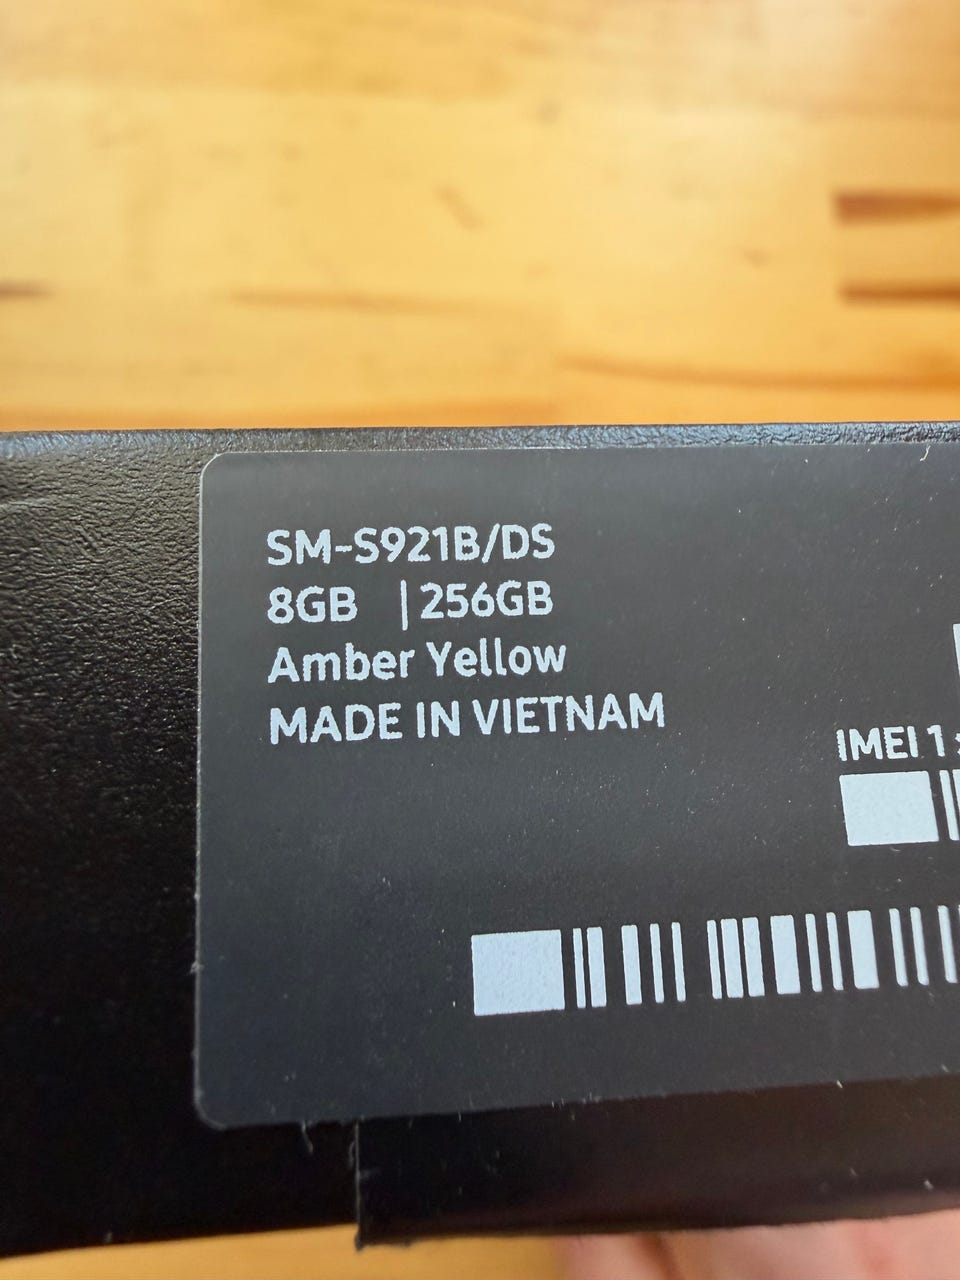 SM-S921B/DS
8GB | 256GB
Amber Yellow
MADE IN VIETNAM
IMEI 1 :